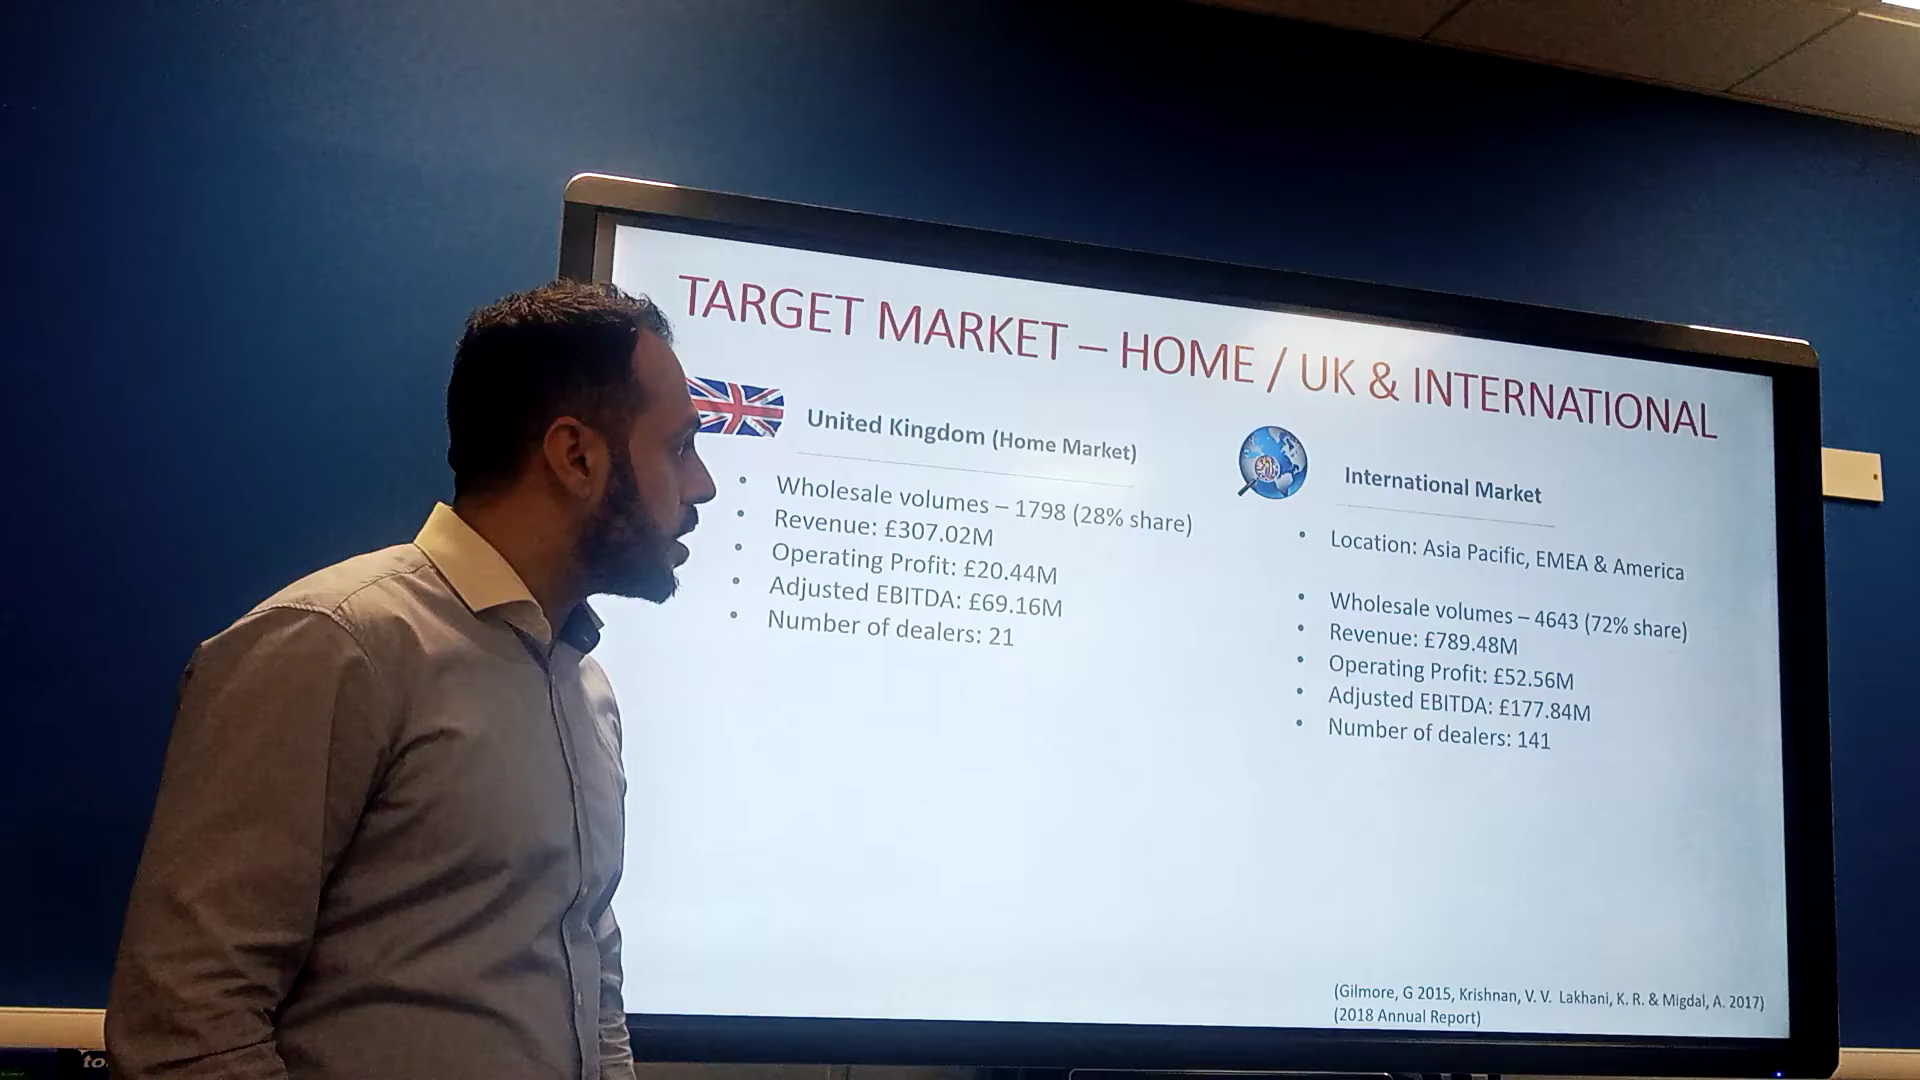 TARGET MARKET – HOME / UK & INTERNATIONAL
United Kingdom (Home Market)
Wholesale volumes – 1798 (28% share)
Revenue: £307.02M
Operating Profit: £20.44M
Adjusted EBITDA: £69.16M
Number of dealers: 21
International Market
Location: Asia Pacific, EMEA & America
Wholesale volumes – 4643 (72% share)
Revenue: £789.48M
Operating Profit: £52.56M
Adjusted EBITDA: £177.84M
Number of dealers: 141
(Gilmore, G 2015, Krishnan, V. V. Lakhani, K. R. & Migdal, A. 2017)
(2018 Annual Report)